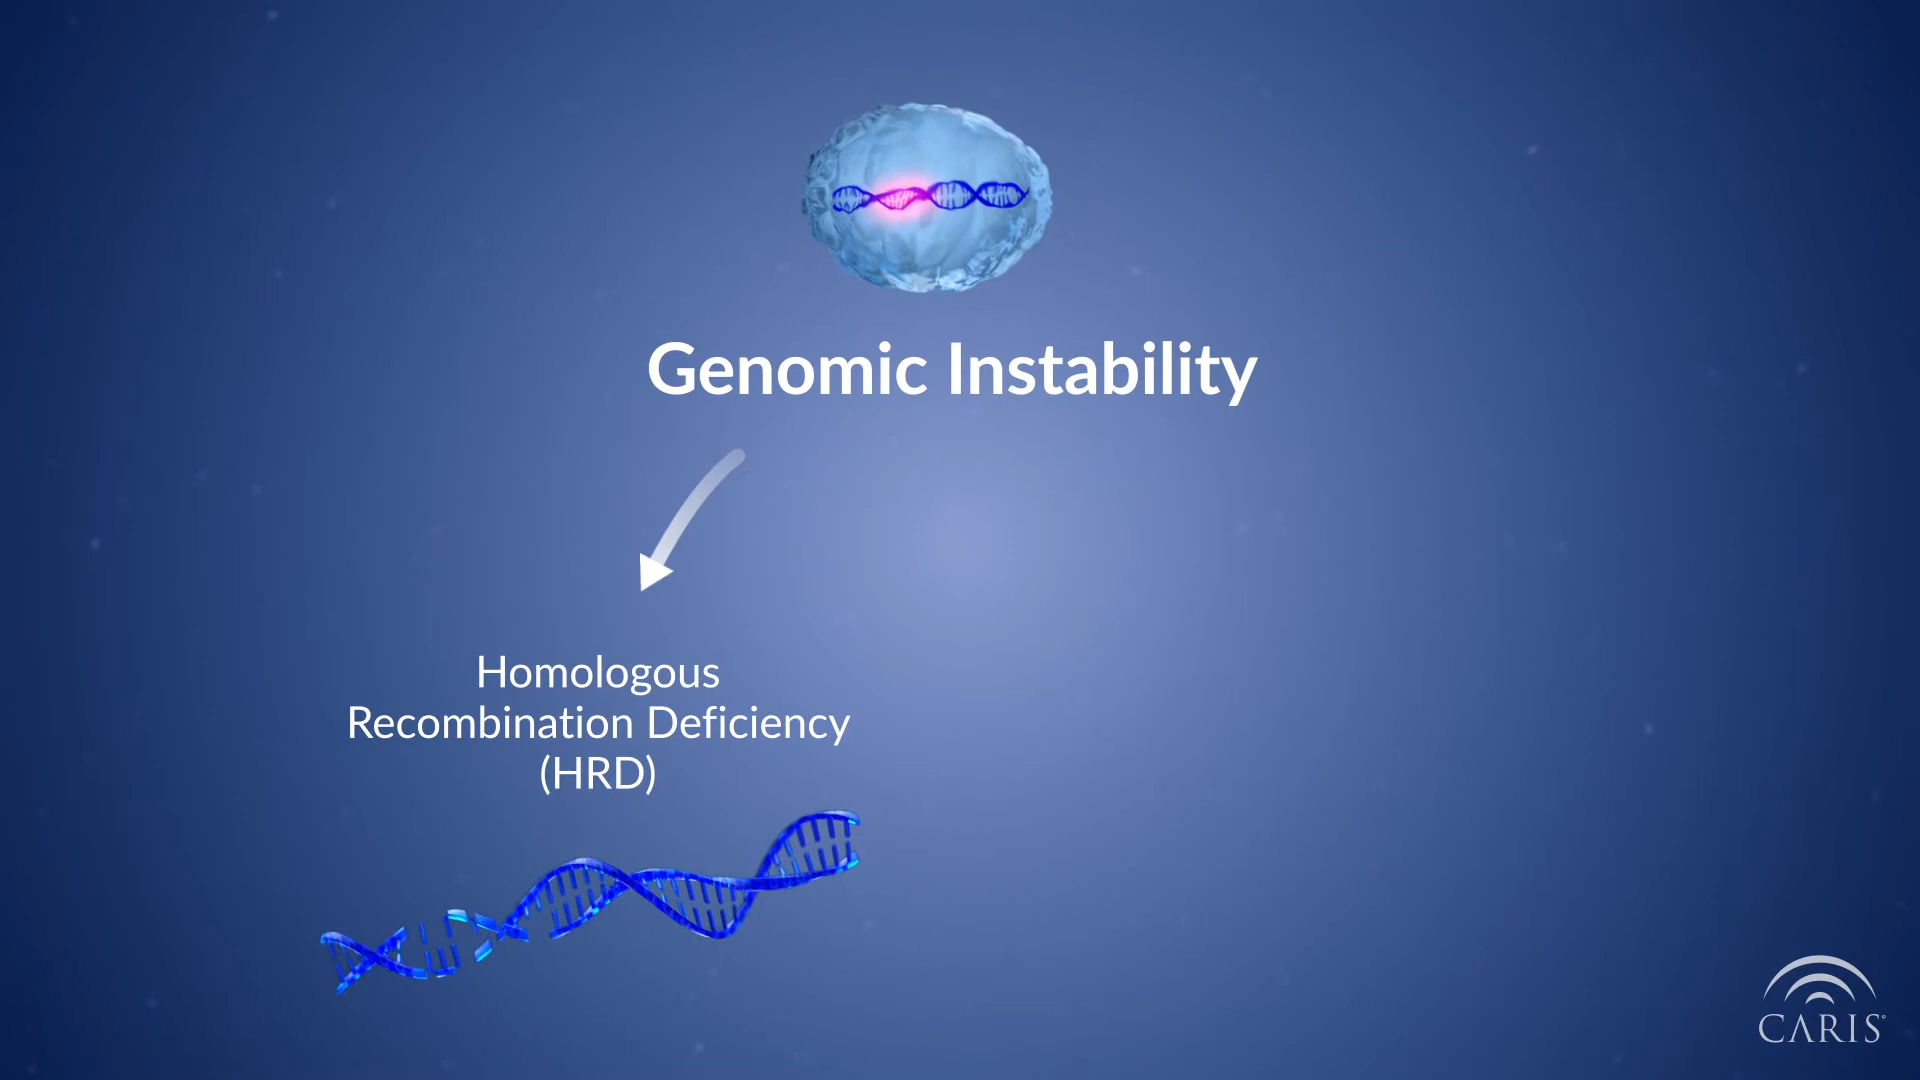 Genomic Instability
Homologous
Recombination Deficiency
(HRD)
CARIS